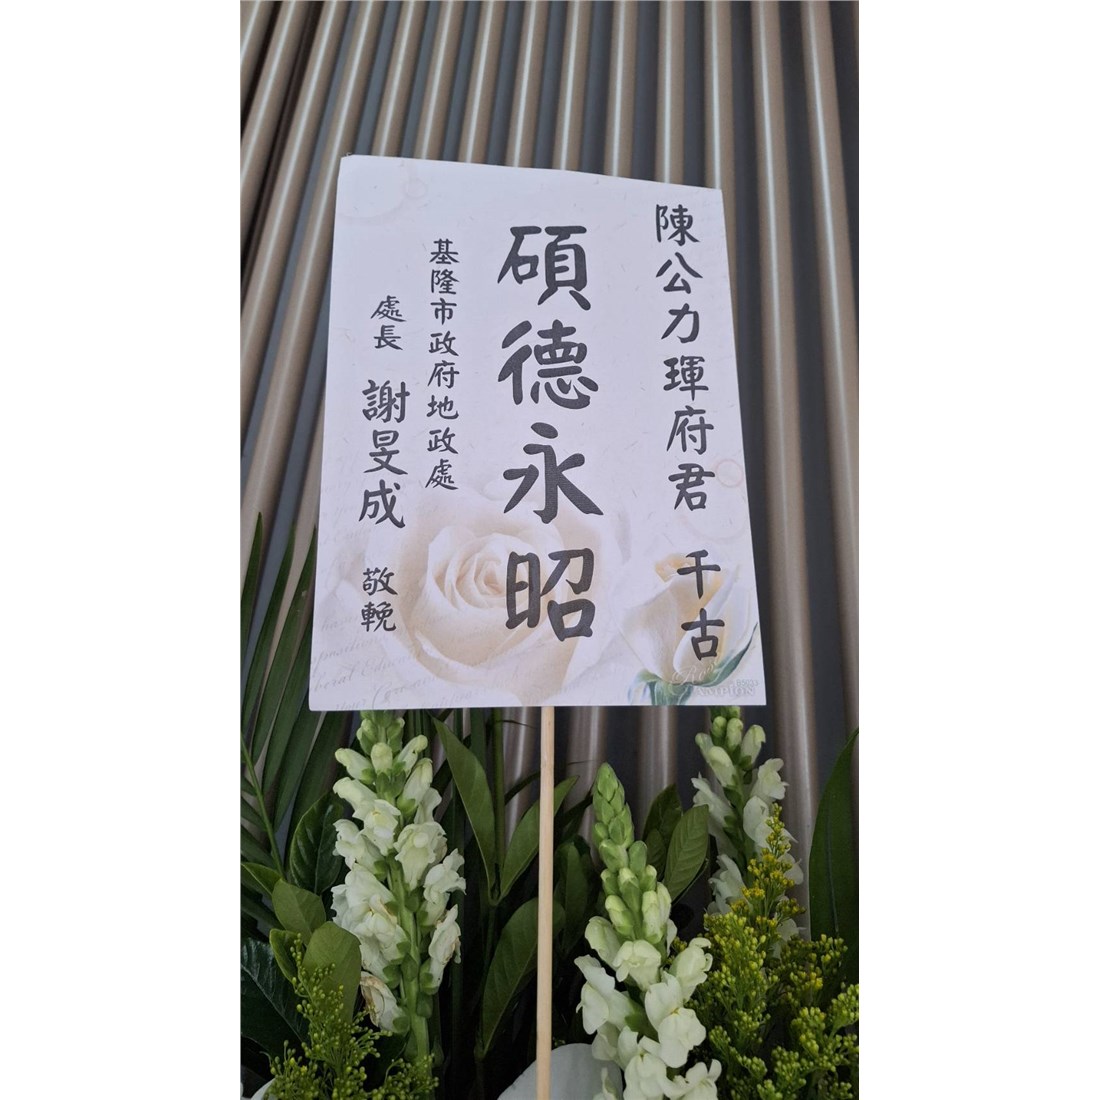 陳公力琿府君 千古
碩德永昭
基隆市政府地政處
處長 謝旻成 敬輓